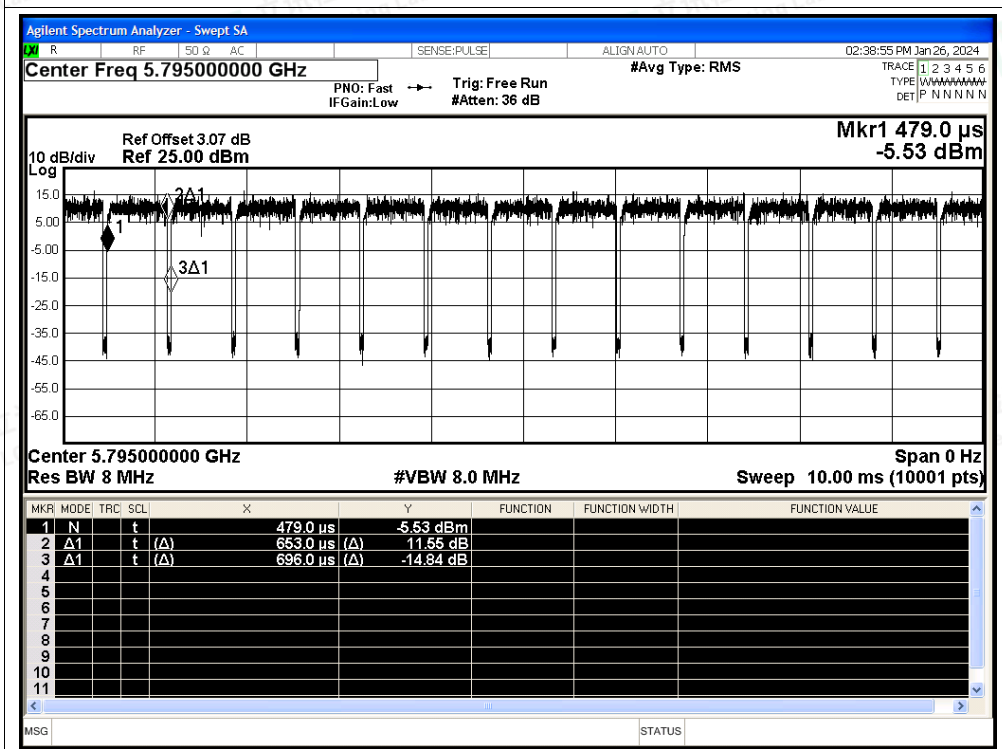 Agilent Spectrum Analyzer - Swept SA
LXI R RF 50 Ω AC SENSE:PULSE ALIGN AUTO 02:38:55 PM Jan 26, 2024
Center Freq 5.795000000 GHz #Avg Type: RMS TRACE 1 2 3 4 5 6
PNO: Fast Trig: Free Run TYPE WWWWWW
IFGain:Low #Atten: 36 dB DET P N N N N N
Mkr1 479.0 µs
Ref Offset 3.07 dB
10 dB/div Ref 25.00 dBm -5.53 dBm
Log
15.0
2Δ1
5.00
1
-5.00
3Δ1
-15.0
-25.0
-35.0
-45.0
-55.0
-65.0
Center 5.795000000 GHz Span 0 Hz
Res BW 8 MHz #VBW 8.0 MHz Sweep 10.00 ms (10001 pts)
MKR MODE TRC SCL X Y FUNCTION FUNCTION WIDTH FUNCTION VALUE
1 N t 479.0 µs -5.53 dBm
2 Δ1 t (Δ) 653.0 µs (Δ) 11.55 dB
3 Δ1 t (Δ) 696.0 µs (Δ) -14.84 dB
4
5
6
7
8
9
10
11
MSG STATUS